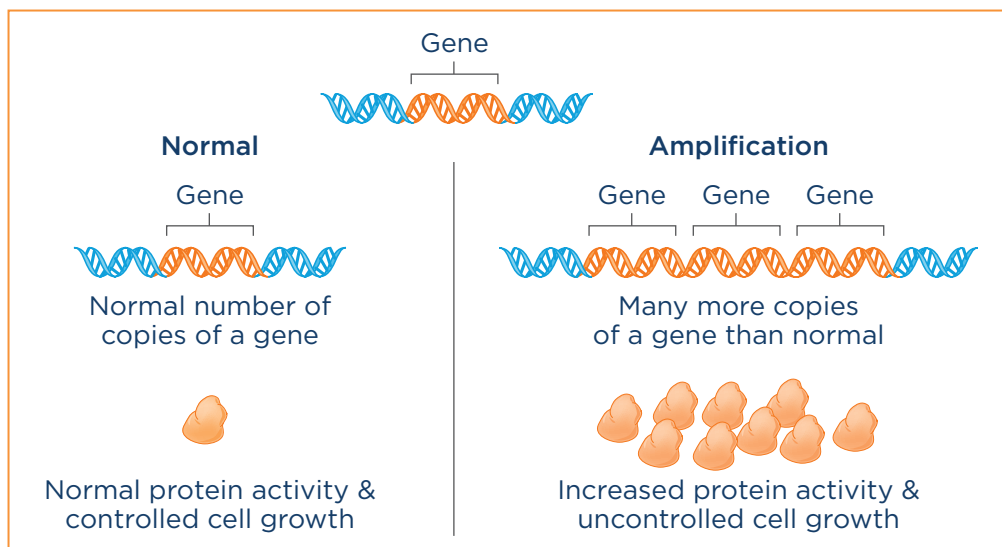 Gene
Normal
Gene
Normal number of
copies of a gene
Normal protein activity &
controlled cell growth
Amplification
Gene Gene Gene
Many more copies
of a gene than normal
Increased protein activity &
uncontrolled cell growth